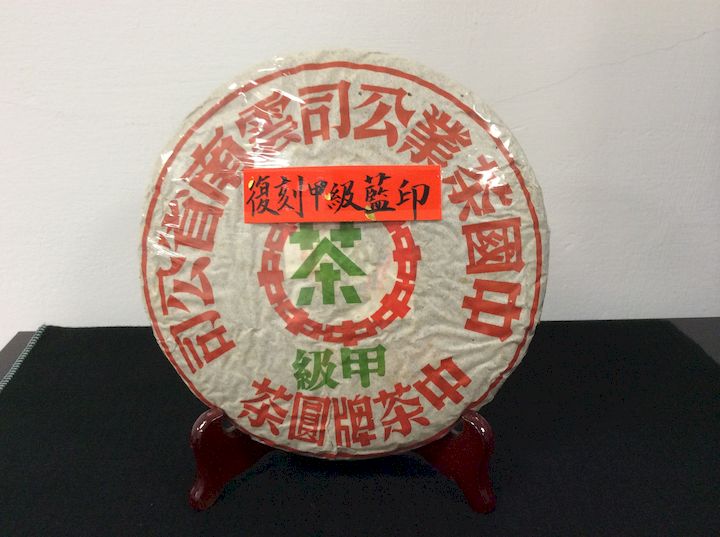 中國茶業公司雲南省公司
復刻甲級藍印
茶
甲級
中茶牌圓茶